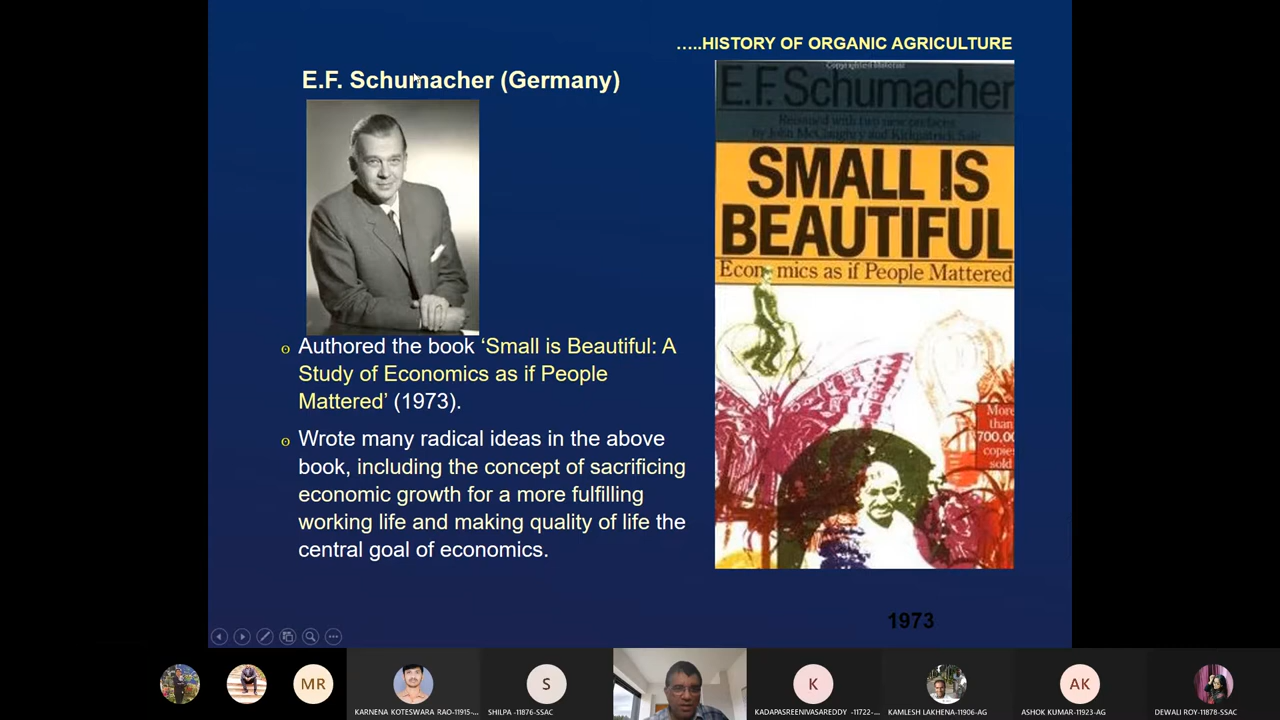 …..HISTORY OF ORGANIC AGRICULTURE
E.F. Schumacher (Germany)
Authored the book ‘Small is Beautiful: A
Study of Economics as if People
Mattered’ (1973).
Wrote many radical ideas in the above
book, including the concept of sacrificing
economic growth for a more fulfilling
working life and making quality of life the
central goal of economics.
Copyrighted Material
E.F. Schumacher
Reissued with two new prefaces
by John McClaughry and Kirkpatrick Sale
SMALL IS
BEAUTIFUL
Economics as if People Mattered
More
than
700,00
copies
sold
1973
MR
KARNENA KOTESWARA RAO-11915-...
S
SHILPA -11876-SSAC
K
KADAPASREENIVASAREDDY -11722-...
KAMLESH LAKHENA-11906-AG
AK
ASHOK KUMAR-11923-AG
DEWALI ROY-11878-SSAC